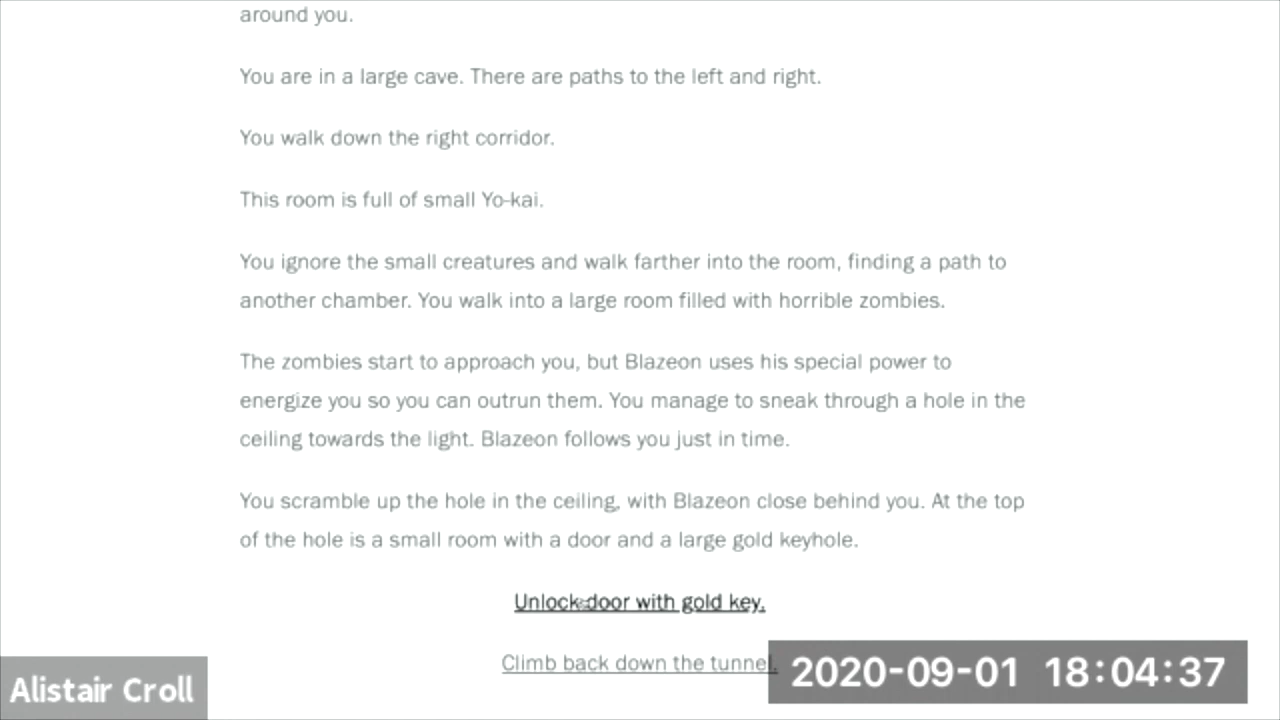 around you.
You are in a large cave. There are paths to the left and right.
You walk down the right corridor.
This room is full of small Yo-kai.
You ignore the small creatures and walk farther into the room, finding a path to
another chamber. You walk into a large room filled with horrible zombies.
The zombies start to approach you, but Blazeon uses his special power to
energize you so you can outrun them. You manage to sneak through a hole in the
ceiling towards the light. Blazeon follows you just in time.
You scramble up the hole in the ceiling, with Blazeon close behind you. At the top
of the hole is a small room with a door and a large gold keyhole.
Unlock door with gold key.
Climb back down the tunnel.
Alistair Croll
2020-09-01 18:04:37